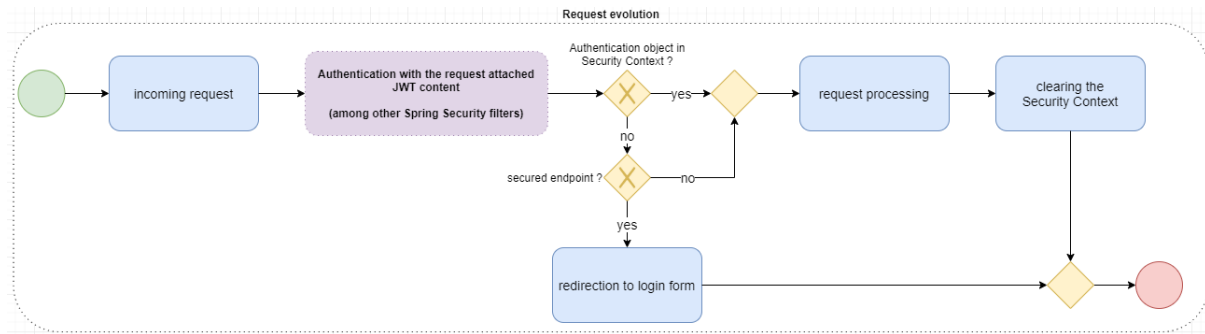 Request evolution
incoming request
Authentication with the request attached
JWT content
(among other Spring Security filters)
Authentication object in
Security Context ?
yes
request processing
clearing the
Security Context
no
secured endpoint ?
no
yes
redirection to login form